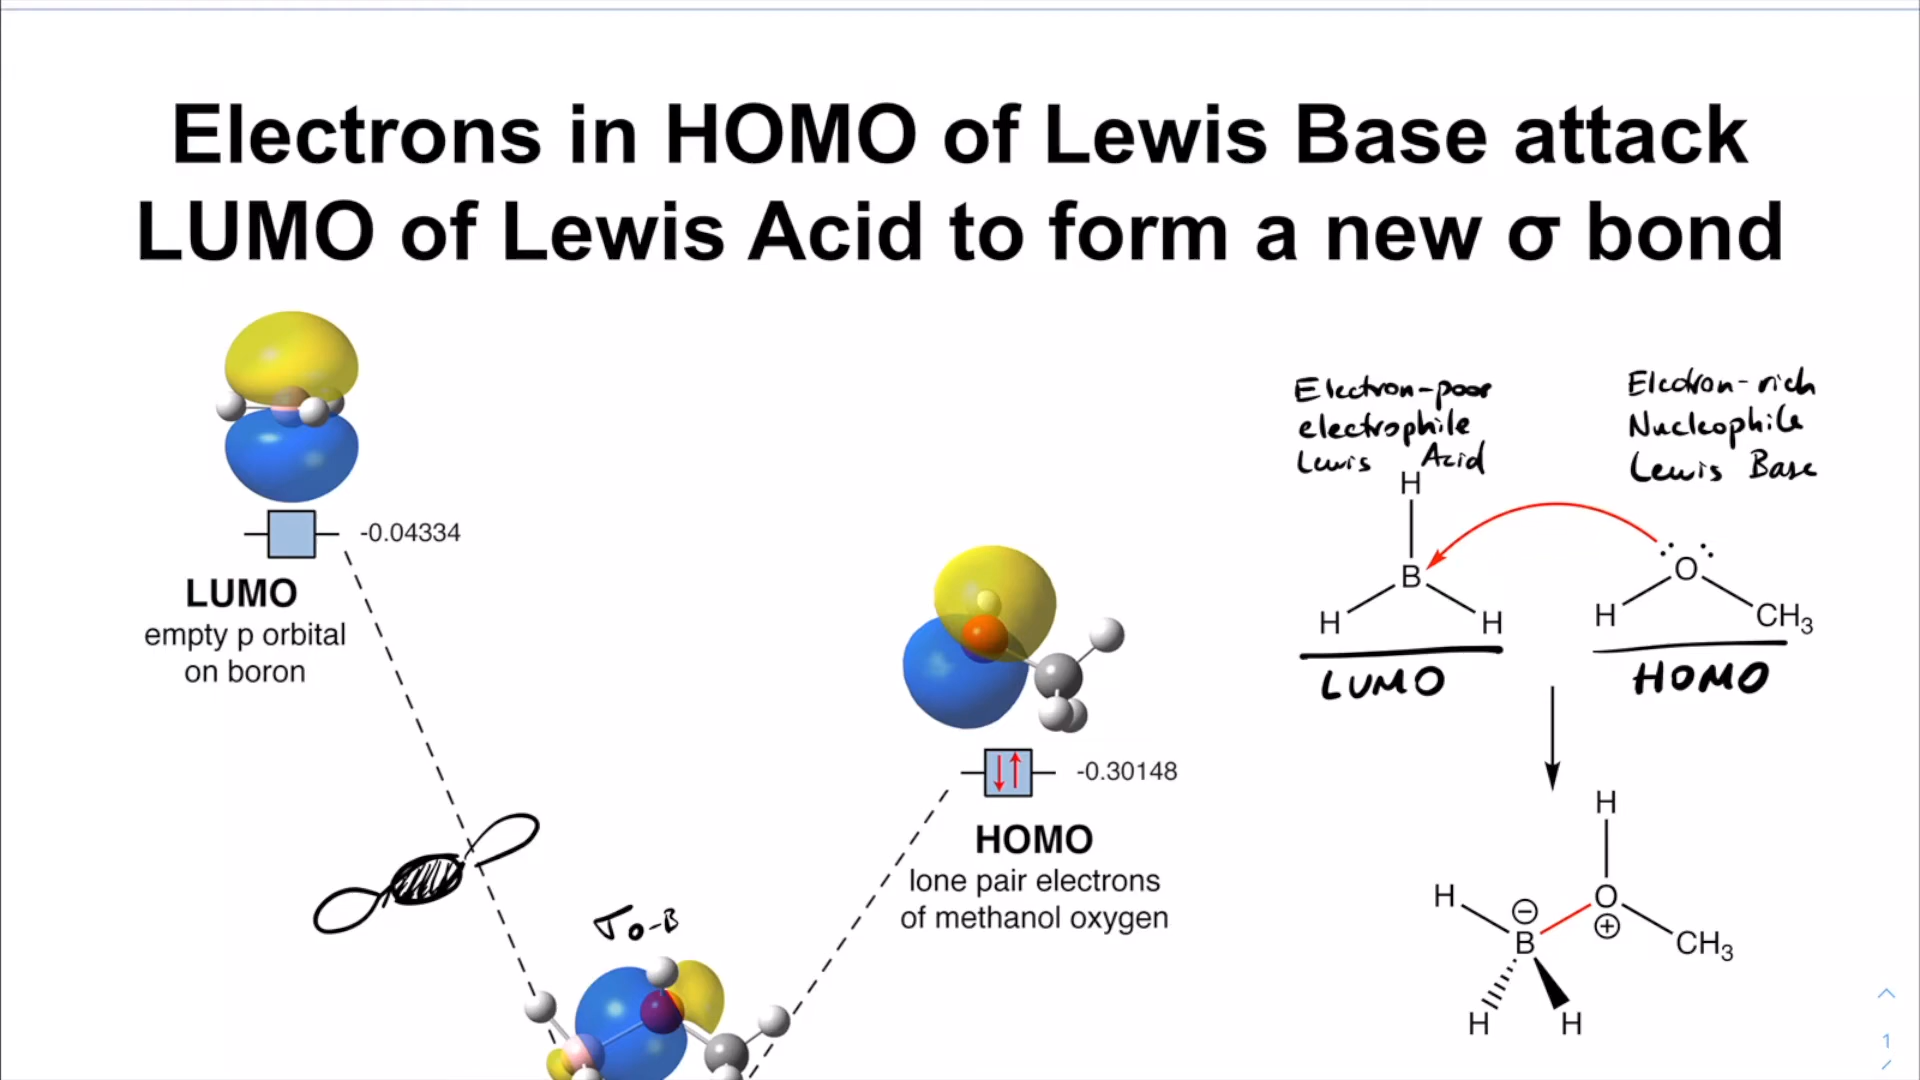 Electrons in HOMO of Lewis Base attack
LUMO of Lewis Acid to form a new σ bond
-0.04334
LUMO
empty p orbital
on boron
-0.30148
HOMO
lone pair electrons
of methanol oxygen
σO-B
Electron-poor
electrophile
Lewis Acid
Electron-rich
Nucleophile
Lewis Base
H
B
H
H
LUMO
O
H
CH3
HOMO
H
H
⊖
O
B
⊕
CH3
H
H
1